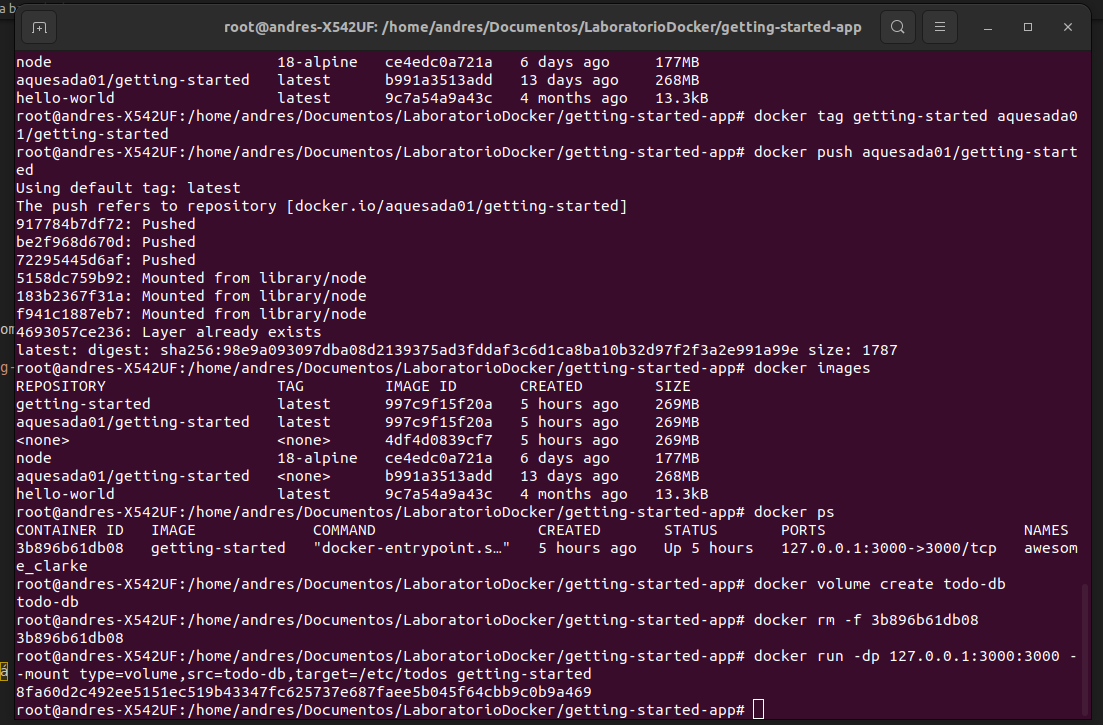 root@andres-X542UF: /home/andres/Documentos/LaboratorioDocker/getting-started-app
node 18-alpine ce4edc0a721a 6 days ago 177MB
aquesada01/getting-started latest b991a3513add 13 days ago 268MB
hello-world latest 9c7a54a9a43c 4 months ago 13.3kB
root@andres-X542UF:/home/andres/Documentos/LaboratorioDocker/getting-started-app# docker tag getting-started aquesada0
1/getting-started
root@andres-X542UF:/home/andres/Documentos/LaboratorioDocker/getting-started-app# docker push aquesada01/getting-start
ed
Using default tag: latest
The push refers to repository [docker.io/aquesada01/getting-started]
917784b7df72: Pushed
be2f968d670d: Pushed
72295445d6af: Pushed
5158dc759b92: Mounted from library/node
183b2367f31a: Mounted from library/node
f941c1887eb7: Mounted from library/node
4693057ce236: Layer already exists
latest: digest: sha256:98e9a093097dba08d2139375ad3fddaf3c6d1ca8ba10b32d97f2f3a2e991a99e size: 1787
root@andres-X542UF:/home/andres/Documentos/LaboratorioDocker/getting-started-app# docker images
REPOSITORY TAG IMAGE ID CREATED SIZE
getting-started latest 997c9f15f20a 5 hours ago 269MB
aquesada01/getting-started latest 997c9f15f20a 5 hours ago 269MB
<none> <none> 4df4d0839cf7 5 hours ago 269MB
node 18-alpine ce4edc0a721a 6 days ago 177MB
aquesada01/getting-started <none> b991a3513add 13 days ago 268MB
hello-world latest 9c7a54a9a43c 4 months ago 13.3kB
root@andres-X542UF:/home/andres/Documentos/LaboratorioDocker/getting-started-app# docker ps
CONTAINER ID IMAGE COMMAND CREATED STATUS PORTS NAMES
3b896b61db08 getting-started "docker-entrypoint.s…" 5 hours ago Up 5 hours 127.0.0.1:3000->3000/tcp awesom
e_clarke
root@andres-X542UF:/home/andres/Documentos/LaboratorioDocker/getting-started-app# docker volume create todo-db
todo-db
root@andres-X542UF:/home/andres/Documentos/LaboratorioDocker/getting-started-app# docker rm -f 3b896b61db08
3b896b61db08
root@andres-X542UF:/home/andres/Documentos/LaboratorioDocker/getting-started-app# docker run -dp 127.0.0.1:3000:3000 -
-mount type=volume,src=todo-db,target=/etc/todos getting-started
8fa60d2c492ee5151ec519b43347fc625737e687faee5b045f64cbb9c0b9a469
root@andres-X542UF:/home/andres/Documentos/LaboratorioDocker/getting-started-app#